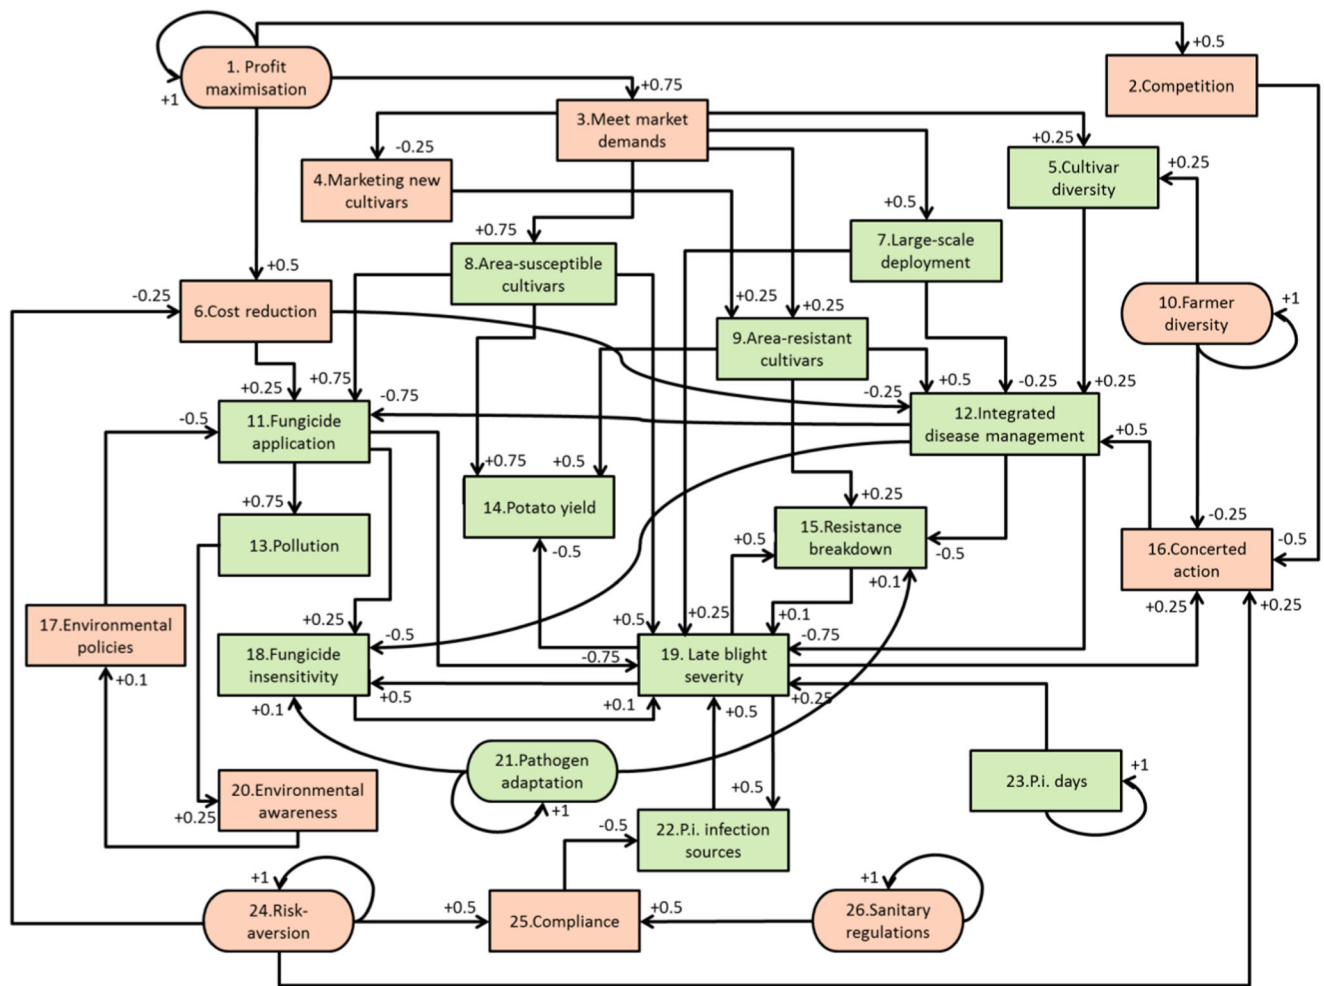 1. Profit
maximisation
+1
+0.5
2.Competition
+0.75
3.Meet market
demands
-0.25
4.Marketing new
cultivars
+0.25
5.Cultivar
diversity
+0.25
+0.5
7.Large-scale
deployment
+0.75
8.Area-susceptible
cultivars
+0.5
-0.25
6.Cost reduction
+0.25
+0.25
9.Area-resistant
cultivars
10.Farmer
diversity
+1
+0.25
+0.75
-0.75
-0.25
+0.5
-0.25
+0.25
-0.5
11.Fungicide
application
12.Integrated
disease management
+0.5
+0.75
+0.75
+0.5
14.Potato yield
+0.25
15.Resistance
breakdown
-0.25
13.Pollution
-0.5
+0.5
-0.5
-0.5
16.Concerted
action
+0.1
+0.25
+0.25
17.Environmental
policies
+0.25
-0.5
+0.5
+0.25
+0.1
-0.75
18.Fungicide
insensitivity
-0.75
19. Late blight
severity
+0.1
+0.5
+0.1
+0.1
+0.5
+0.25
21.Pathogen
adaptation
+1
20.Environmental
awareness
+0.25
+0.5
23.P.i. days
+1
-0.5
22.P.i. infection
sources
+1
24.Risk-
aversion
+0.5
25.Compliance
+0.5
+1
26.Sanitary
regulations